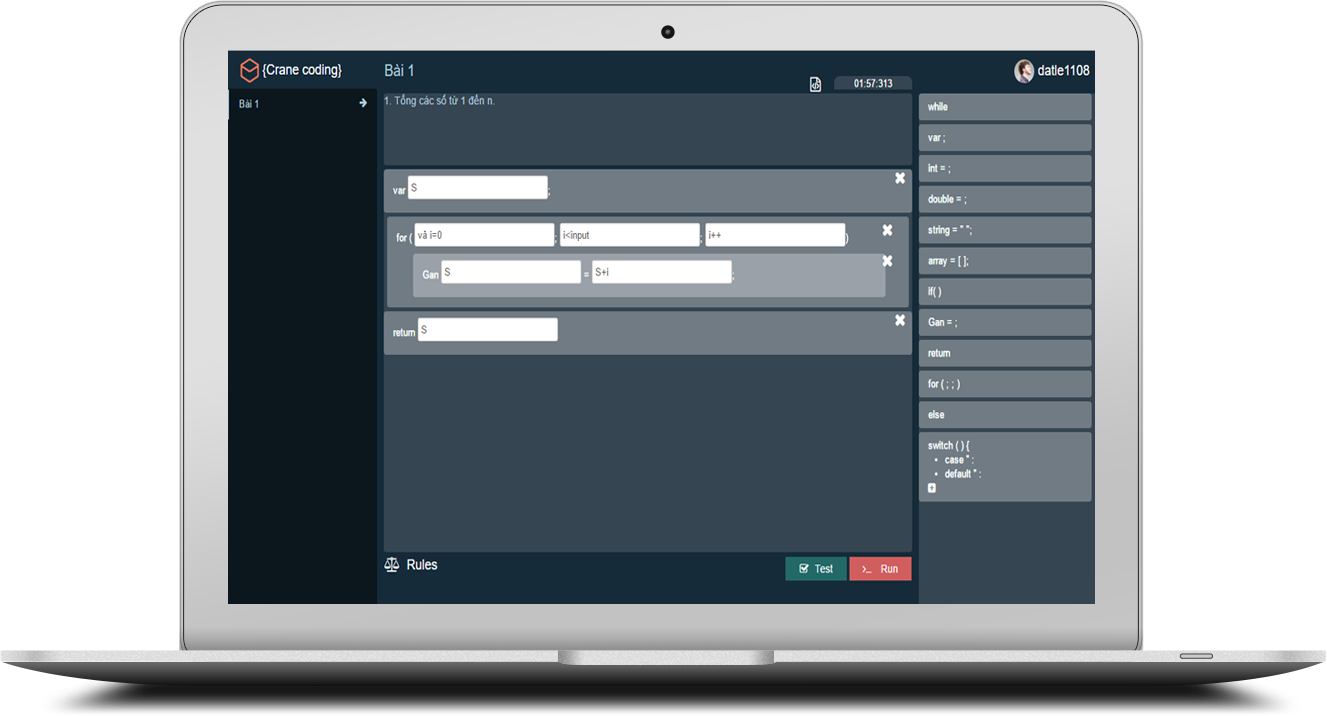 {Crane coding}
Bài 1
datle1108
01:57:313
Bài 1
1. Tổng các số từ 1 đến n.
var S ;
for ( vả i=0 ; i<input ; i++ )
Gan S = S+i ;
return S
Rules
Test
>_ Run
while
var ;
int = ;
double = ;
string = " ";
array = [ ];
if( )
Gan = ;
return
for ( ; ; )
else
switch ( ) {
• case '' :
• default '' :